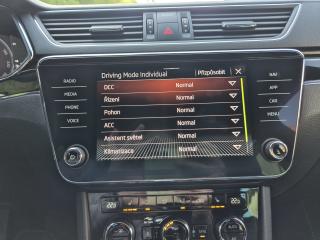 Driving Mode Individual Přizpůsobit ×
DCC Normal
Řízení Normal
Pohon Normal
ACC Normal
Asistent světel Normal
Klimatizace Normal
RADIO
MEDIA
PHONE
VOICE
NAV
APP
CAR
MENU